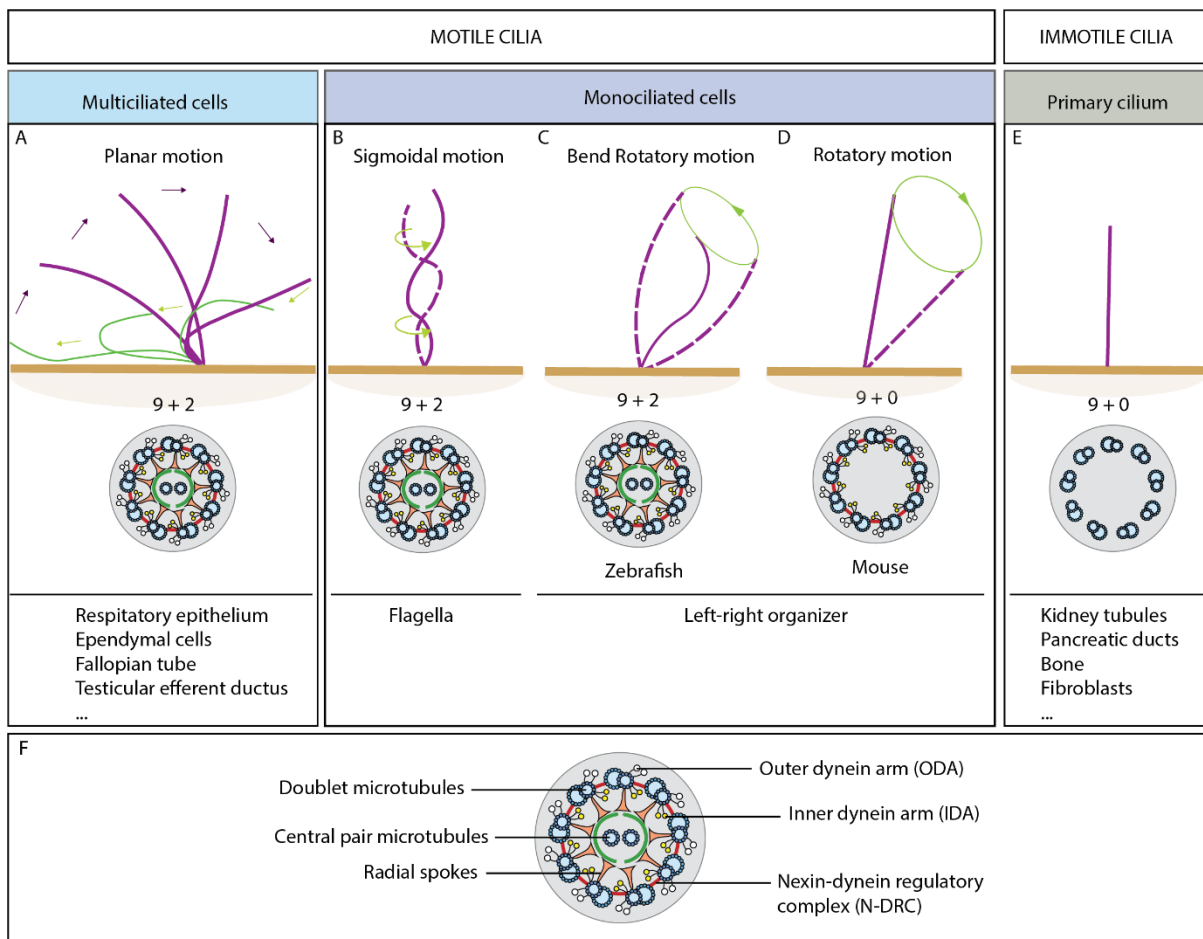 MOTILE CILIA
IMMOTILE CILIA
Multiciliated cells
Monociliated cells
Primary cilium
A
Planar motion
B
Sigmoidal motion
C
Bend Rotatory motion
D
Rotatory motion
E
9 + 2
9 + 2
9 + 2
9 + 0
9 + 0
Zebrafish
Mouse
Respitatory epithelium
Ependymal cells
Fallopian tube
Testicular efferent ductus
...
Flagella
Left-right organizer
Kidney tubules
Pancreatic ducts
Bone
Fibroblasts
...
F
Doublet microtubules
Central pair microtubules
Radial spokes
Outer dynein arm (ODA)
Inner dynein arm (IDA)
Nexin-dynein regulatory
complex (N-DRC)